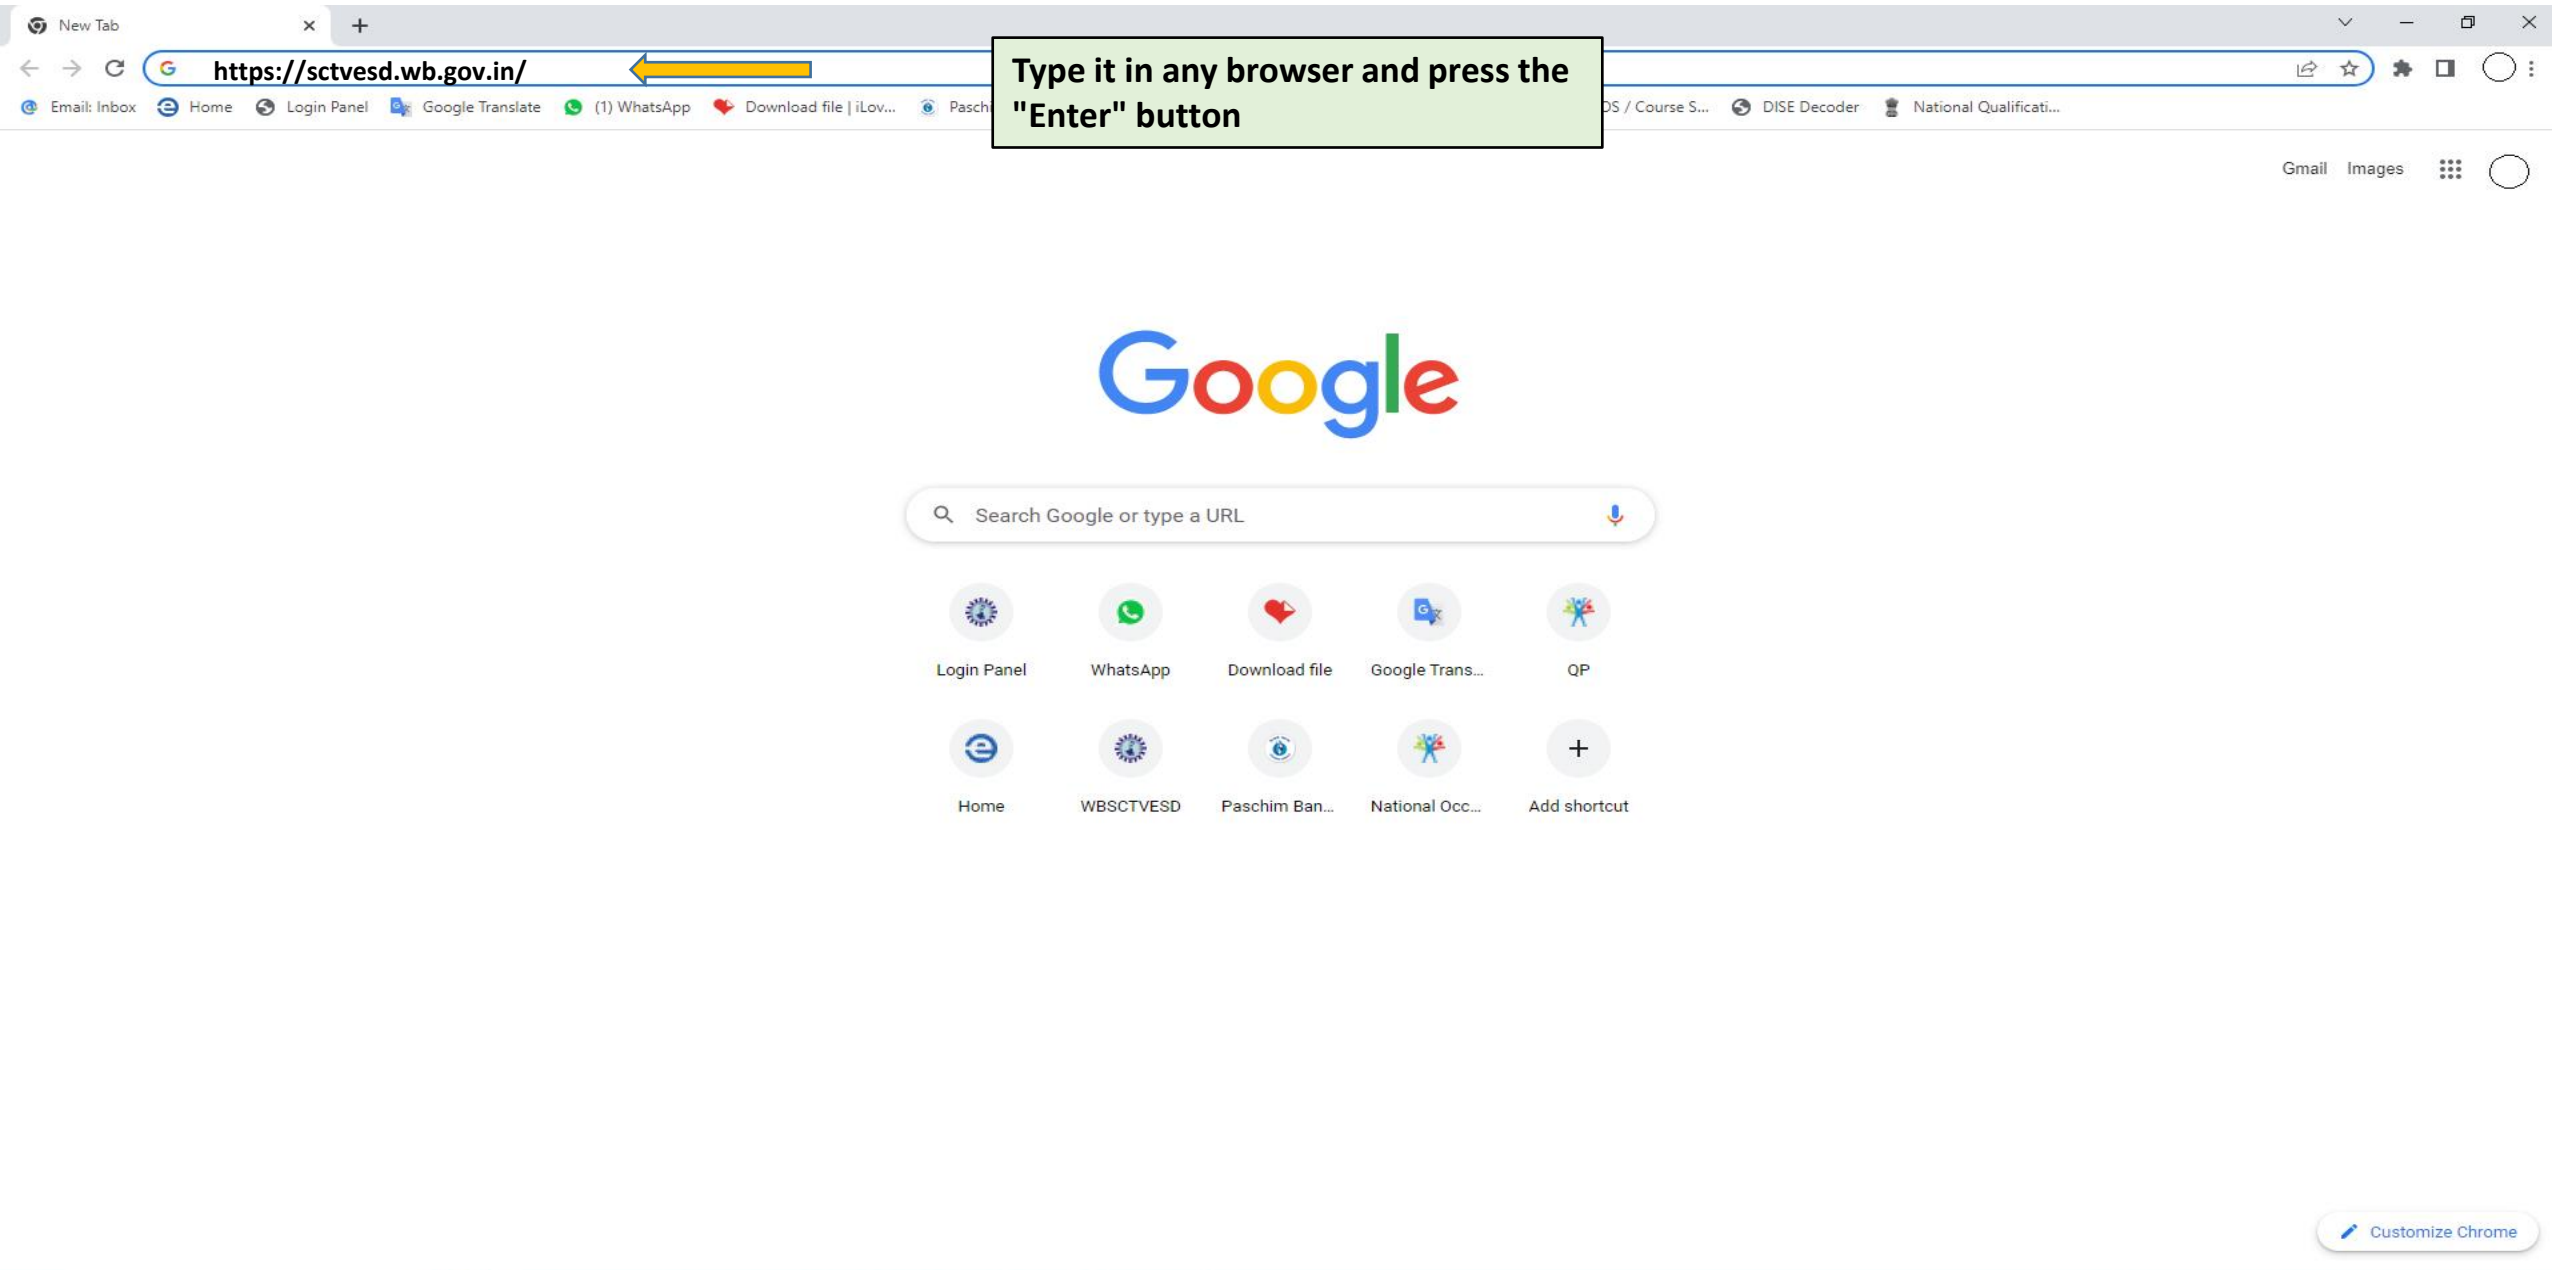 New Tab
https://sctvesd.wb.gov.in/
Type it in any browser and press the
"Enter" button
Email: Inbox Home Login Panel Google Translate (1) WhatsApp Download file | iLov... Paschi OS / Course S... DISE Decoder National Qualificati...
Gmail Images
Google
Search Google or type a URL
Login Panel WhatsApp Download file Google Trans... QP
Home WBSCTVESD Paschim Ban... National Occ... Add shortcut
Customize Chrome